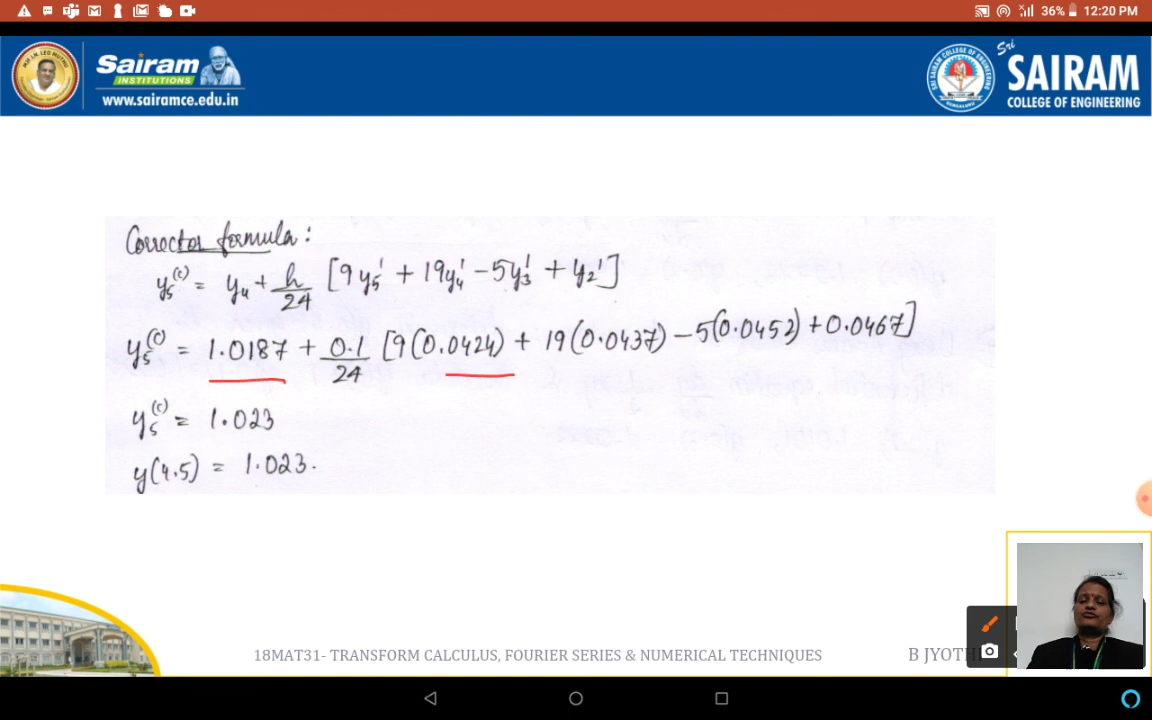 36% 12:20 PM
Sairam
INSTITUTIONS
www.sairamce.edu.in
Sri
SAIRAM
COLLEGE OF ENGINEERING
Corrector formula :
y₅⁽ᶜ⁾ = y₄ + h/24 [9y₅' + 19y₄' - 5y₃' + y₂']
y₅⁽ᶜ⁾ = 1.0187 + 0.1/24 [9(0.0424) + 19(0.0437) - 5(0.0452) + 0.0467]
y₅⁽ᶜ⁾ = 1.023
y(4.5) = 1.023.
18MAT31- TRANSFORM CALCULUS, FOURIER SERIES & NUMERICAL TECHNIQUES
B JYOTHI